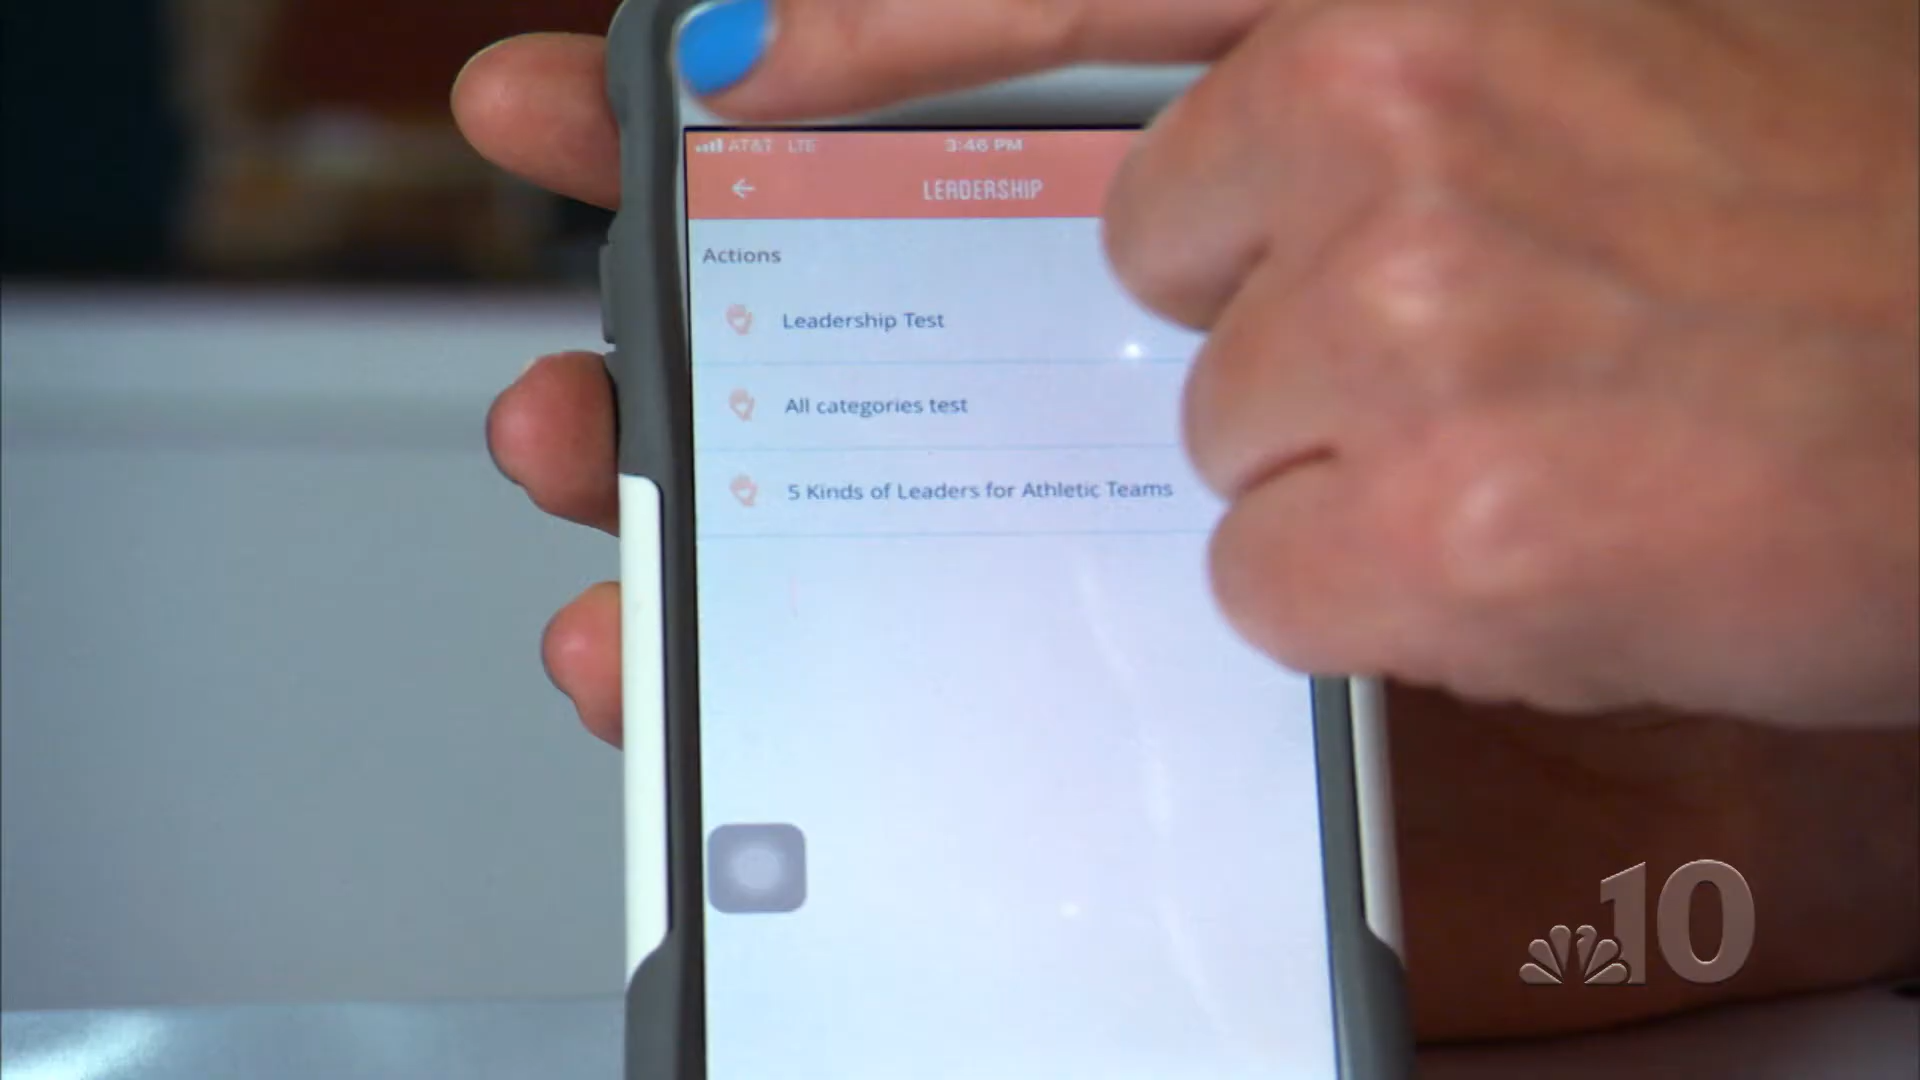 AT&T LTE 3:46 PM
LEADERSHIP
Actions
Leadership Test
All categories test
5 Kinds of Leaders for Athletic Teams
10